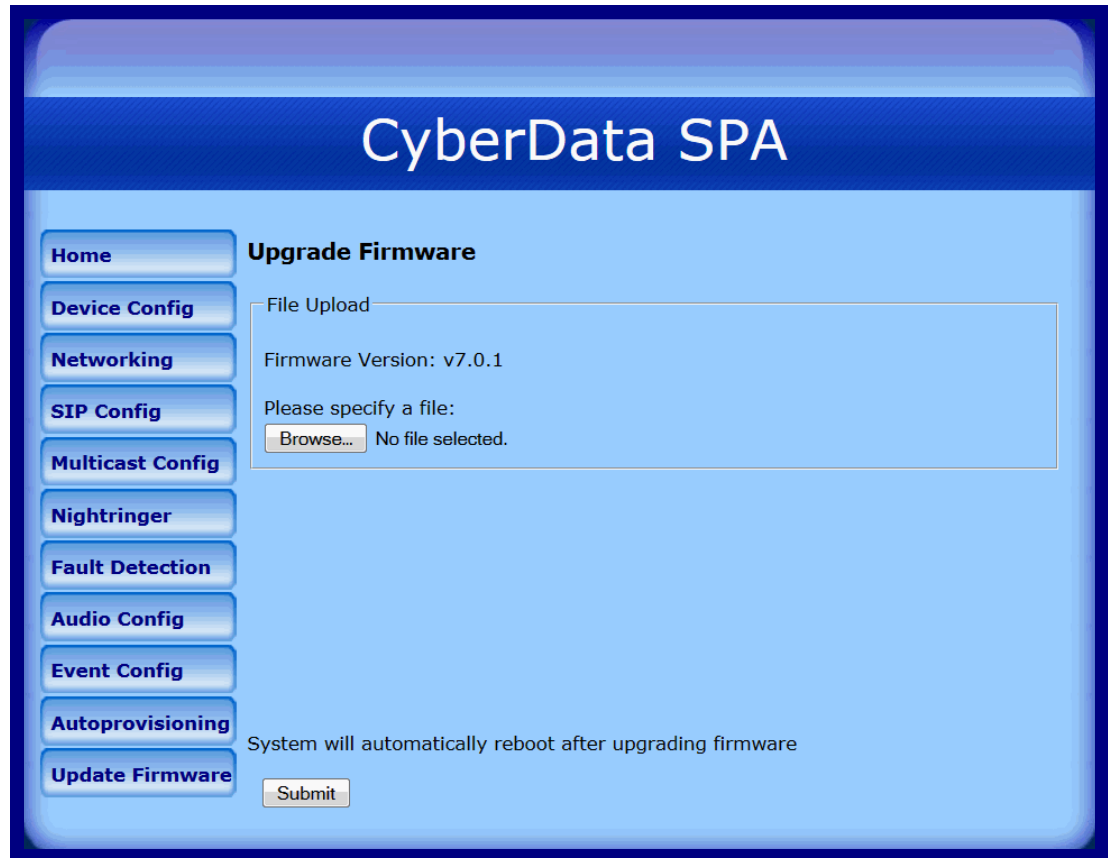 CyberData SPA
Home
Device Config
Networking
SIP Config
Multicast Config
Nightringer
Fault Detection
Audio Config
Event Config
Autoprovisioning
Update Firmware
Upgrade Firmware
File Upload
Firmware Version: v7.0.1
Please specify a file:
Browse... No file selected.
System will automatically reboot after upgrading firmware
Submit